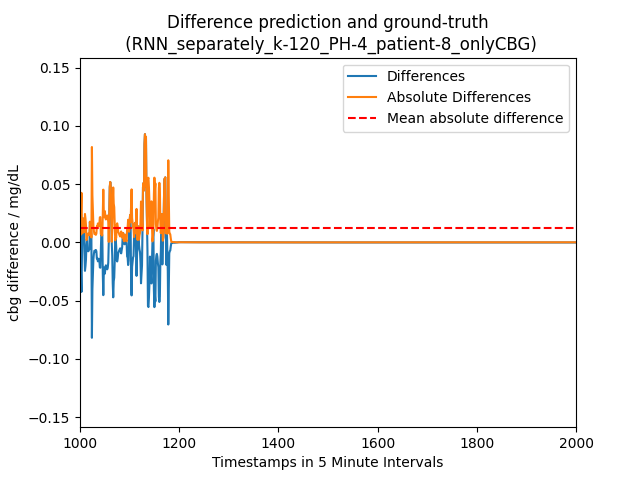 Difference prediction and ground-truth
(RNN_separately_k-120_PH-4_patient-8_onlyCBG)
cbg difference / mg/dL
0.15
0.10
0.05
0.00
−0.05
−0.10
−0.15
Differences
Absolute Differences
Mean absolute difference
1000 1200 1400 1600 1800 2000
Timestamps in 5 Minute Intervals